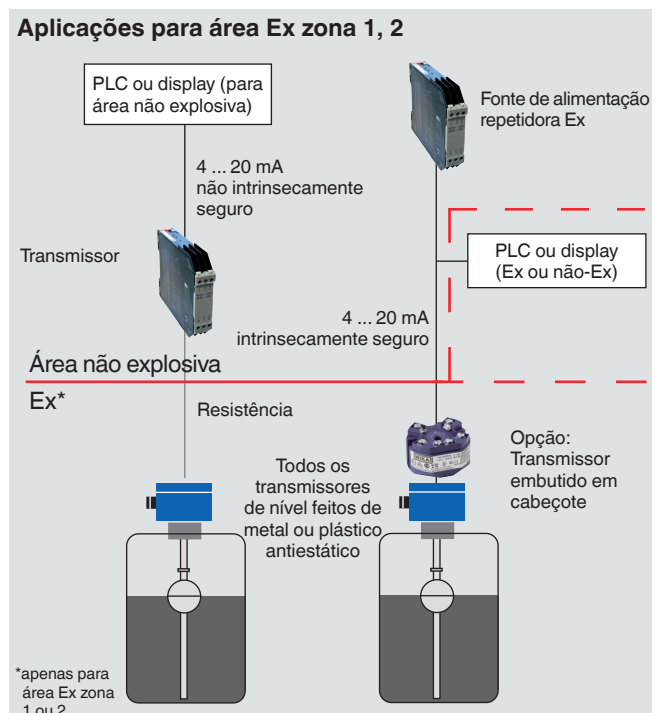 Aplicações para área Ex zona 1, 2
PLC ou display (para
área não explosiva)
Fonte de alimentação
repetidora Ex
4 ... 20 mA
não intrinsecamente
seguro
Transmissor
PLC ou display
(Ex ou não-Ex)
4 ... 20 mA
intrinsecamente seguro
Área não explosiva
Ex*
Resistência
Opção:
Transmissor
embutido em
cabeçote
Todos os
transmissores
de nível feitos de
metal ou plástico
antiestático
*apenas para
área Ex zona
1 ou 2